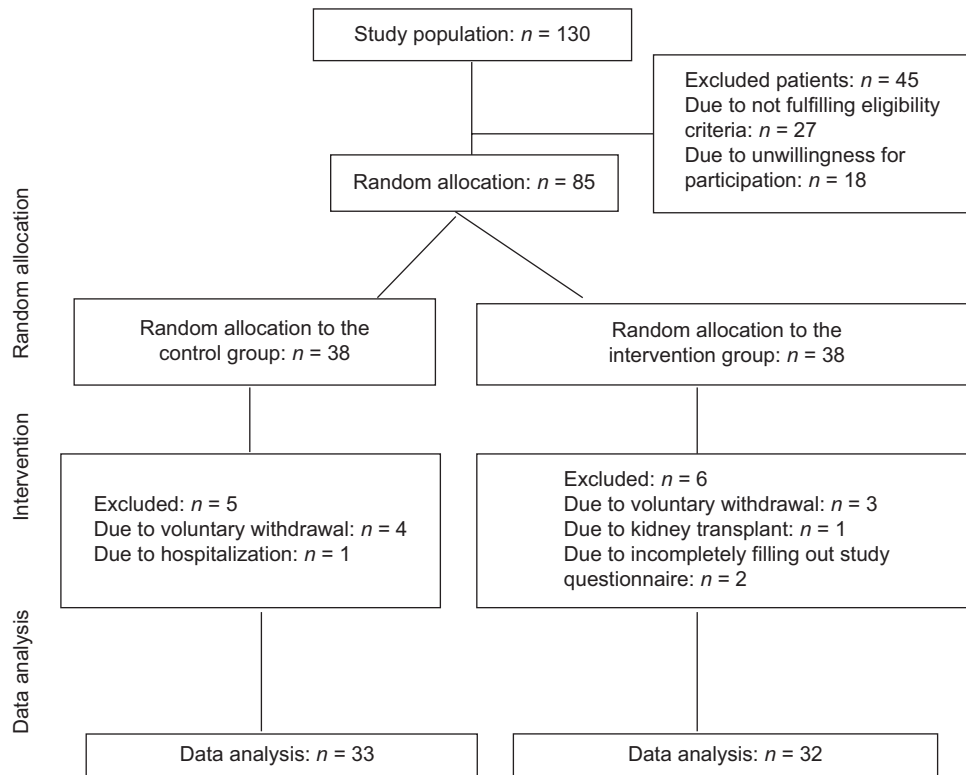 Study population: n = 130
Excluded patients: n = 45
Due to not fulfilling eligibility
criteria: n = 27
Due to unwillingness for
participation: n = 18
Random allocation: n = 85
Random allocation
Random allocation to the
control group: n = 38
Random allocation to the
intervention group: n = 38
Intervention
Excluded: n = 5
Due to voluntary withdrawal: n = 4
Due to hospitalization: n = 1
Excluded: n = 6
Due to voluntary withdrawal: n = 3
Due to kidney transplant: n = 1
Due to incompletely filling out study
questionnaire: n = 2
Data analysis
Data analysis: n = 33
Data analysis: n = 32